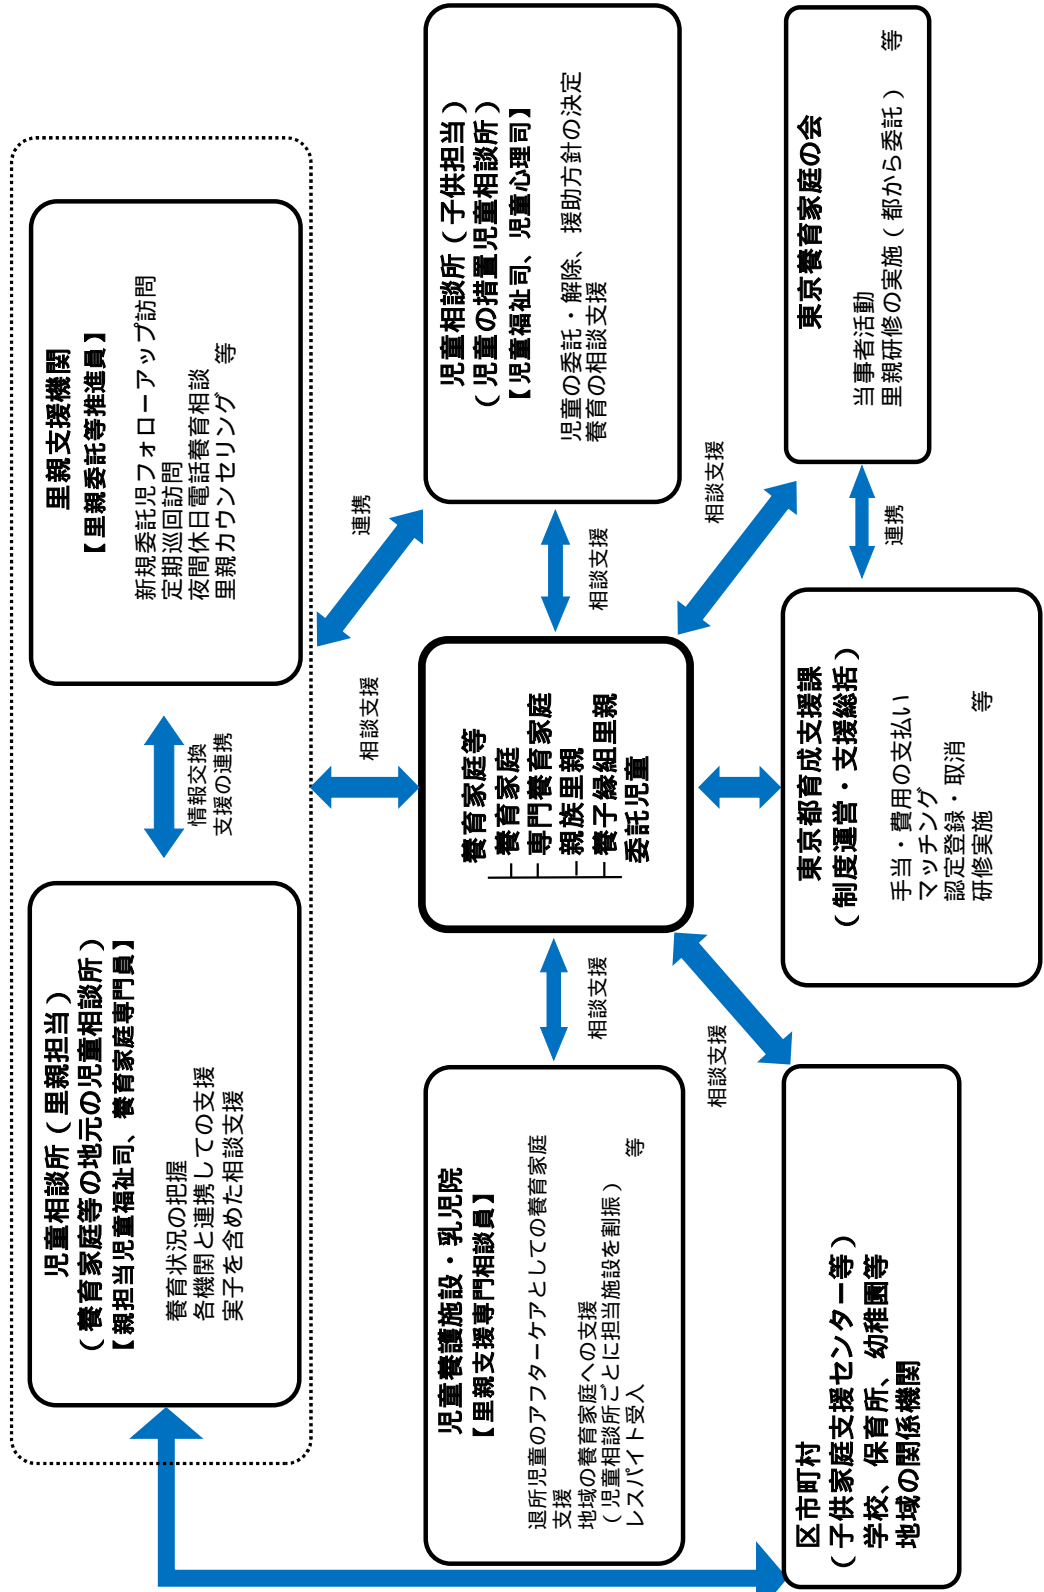 児童相談所（里親担当）
（養育家庭等の地元の児童相談所）
【親担当児童福祉司、養育家庭専門員】
養育状況の把握
各機関と連携しての支援
実子を含めた相談支援
情報交換
支援の連携
里親支援機関
【里親委託等推進員】
新規委託児フォローアップ訪問
定期巡回訪問
夜間休日電話養育相談
里親カウンセリング　等
相談支援
連携
児童養護施設・乳児院
【里親支援専門相談員】
退所児童のアフターケアとしての養育家庭
支援
地域の養育家庭への支援
（児童相談所ごとに担当施設を割振）
レスパイト受入　等
相談支援
養育家庭等
養育家庭
専門養育家庭
親族里親
養子縁組里親
委託児童
相談支援
児童相談所（子供担当）
（児童の措置児童相談所）
【児童福祉司、児童心理司】
児童の委託・解除、援助方針の決定
養育の相談支援
相談支援
相談支援
区市町村
（子供家庭支援センター等）
学校、保育所、幼稚園等
地域の関係機関
東京都育成支援課
（制度運営・支援総括）
手当・費用の支払い
マッチング
認定登録・取消
研修実施　等
連携
東京養育家庭の会
当事者活動
里親研修の実施（都から委託）　等